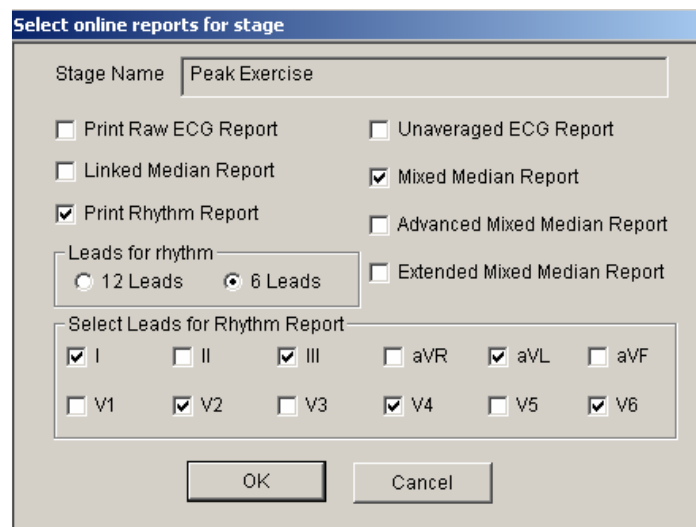 Select online reports for stage
Stage Name Peak Exercise
Print Raw ECG Report Unaveraged ECG Report
Linked Median Report Mixed Median Report
Print Rhythm Report Advanced Mixed Median Report
Leads for rhythm Extended Mixed Median Report
12 Leads 6 Leads
Select Leads for Rhythm Report
I II III aVR aVL aVF
V1 V2 V3 V4 V5 V6
OK Cancel